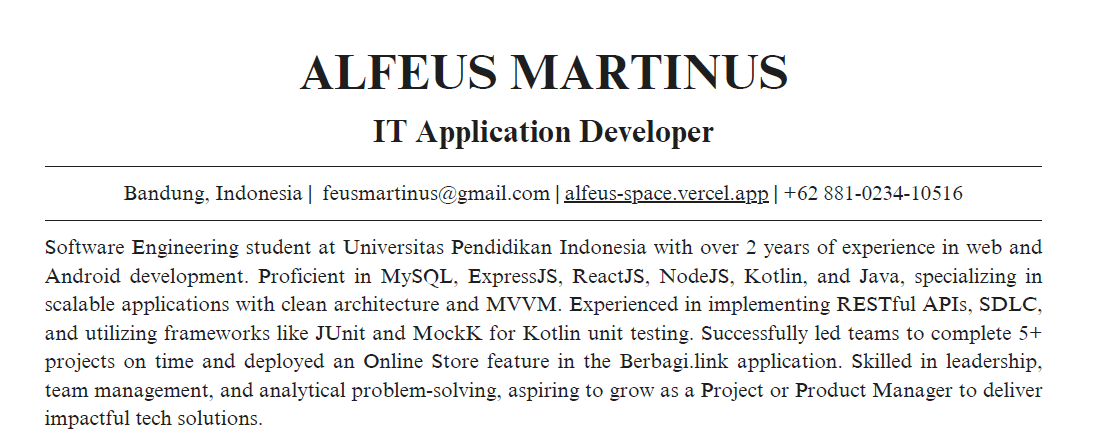 ALFEUS MARTINUS
IT Application Developer
Bandung, Indonesia | feusmartinus@gmail.com | alfeus-space.vercel.app | +62 881-0234-10516
Software Engineering student at Universitas Pendidikan Indonesia with over 2 years of experience in web and
Android development. Proficient in MySQL, ExpressJS, ReactJS, NodeJS, Kotlin, and Java, specializing in
scalable applications with clean architecture and MVVM. Experienced in implementing RESTful APIs, SDLC,
and utilizing frameworks like JUnit and MockK for Kotlin unit testing. Successfully led teams to complete 5+
projects on time and deployed an Online Store feature in the Berbagi.link application. Skilled in leadership,
team management, and analytical problem-solving, aspiring to grow as a Project or Product Manager to deliver
impactful tech solutions.